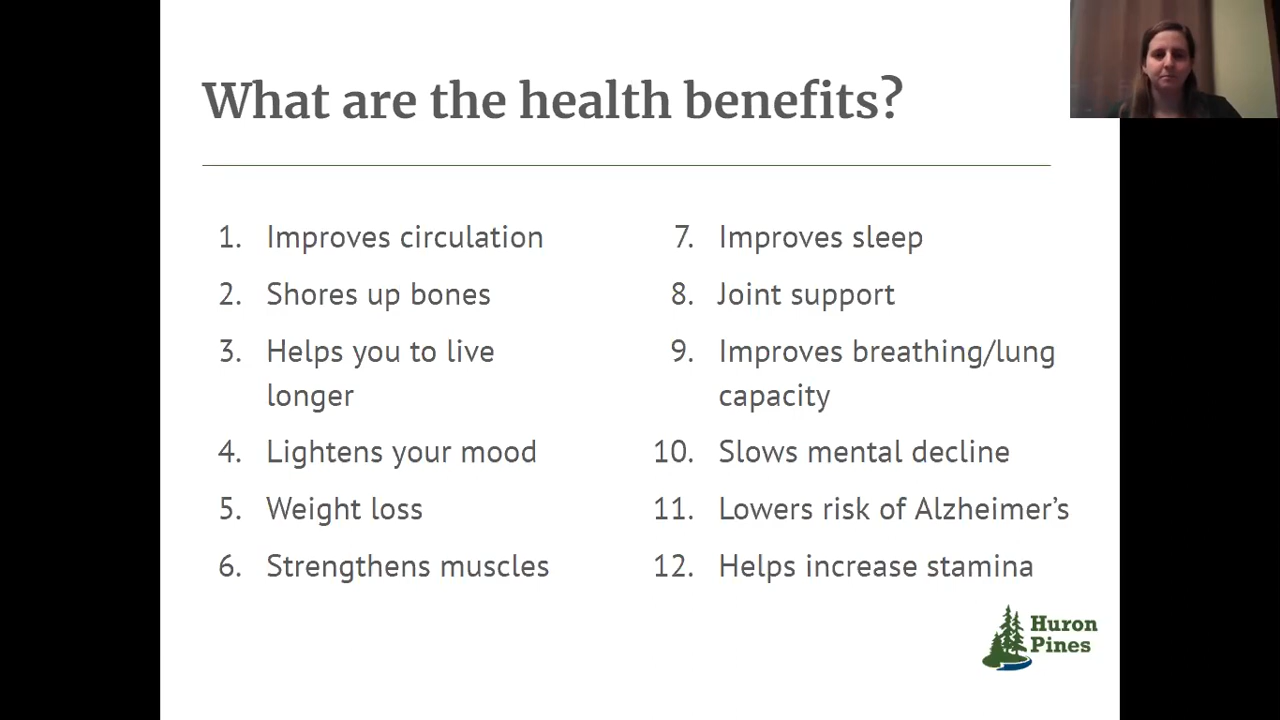 What are the health benefits?
1. Improves circulation
2. Shores up bones
3. Helps you to live
longer
4. Lightens your mood
5. Weight loss
6. Strengthens muscles
7. Improves sleep
8. Joint support
9. Improves breathing/lung
capacity
10. Slows mental decline
11. Lowers risk of Alzheimer’s
12. Helps increase stamina
Huron
Pines